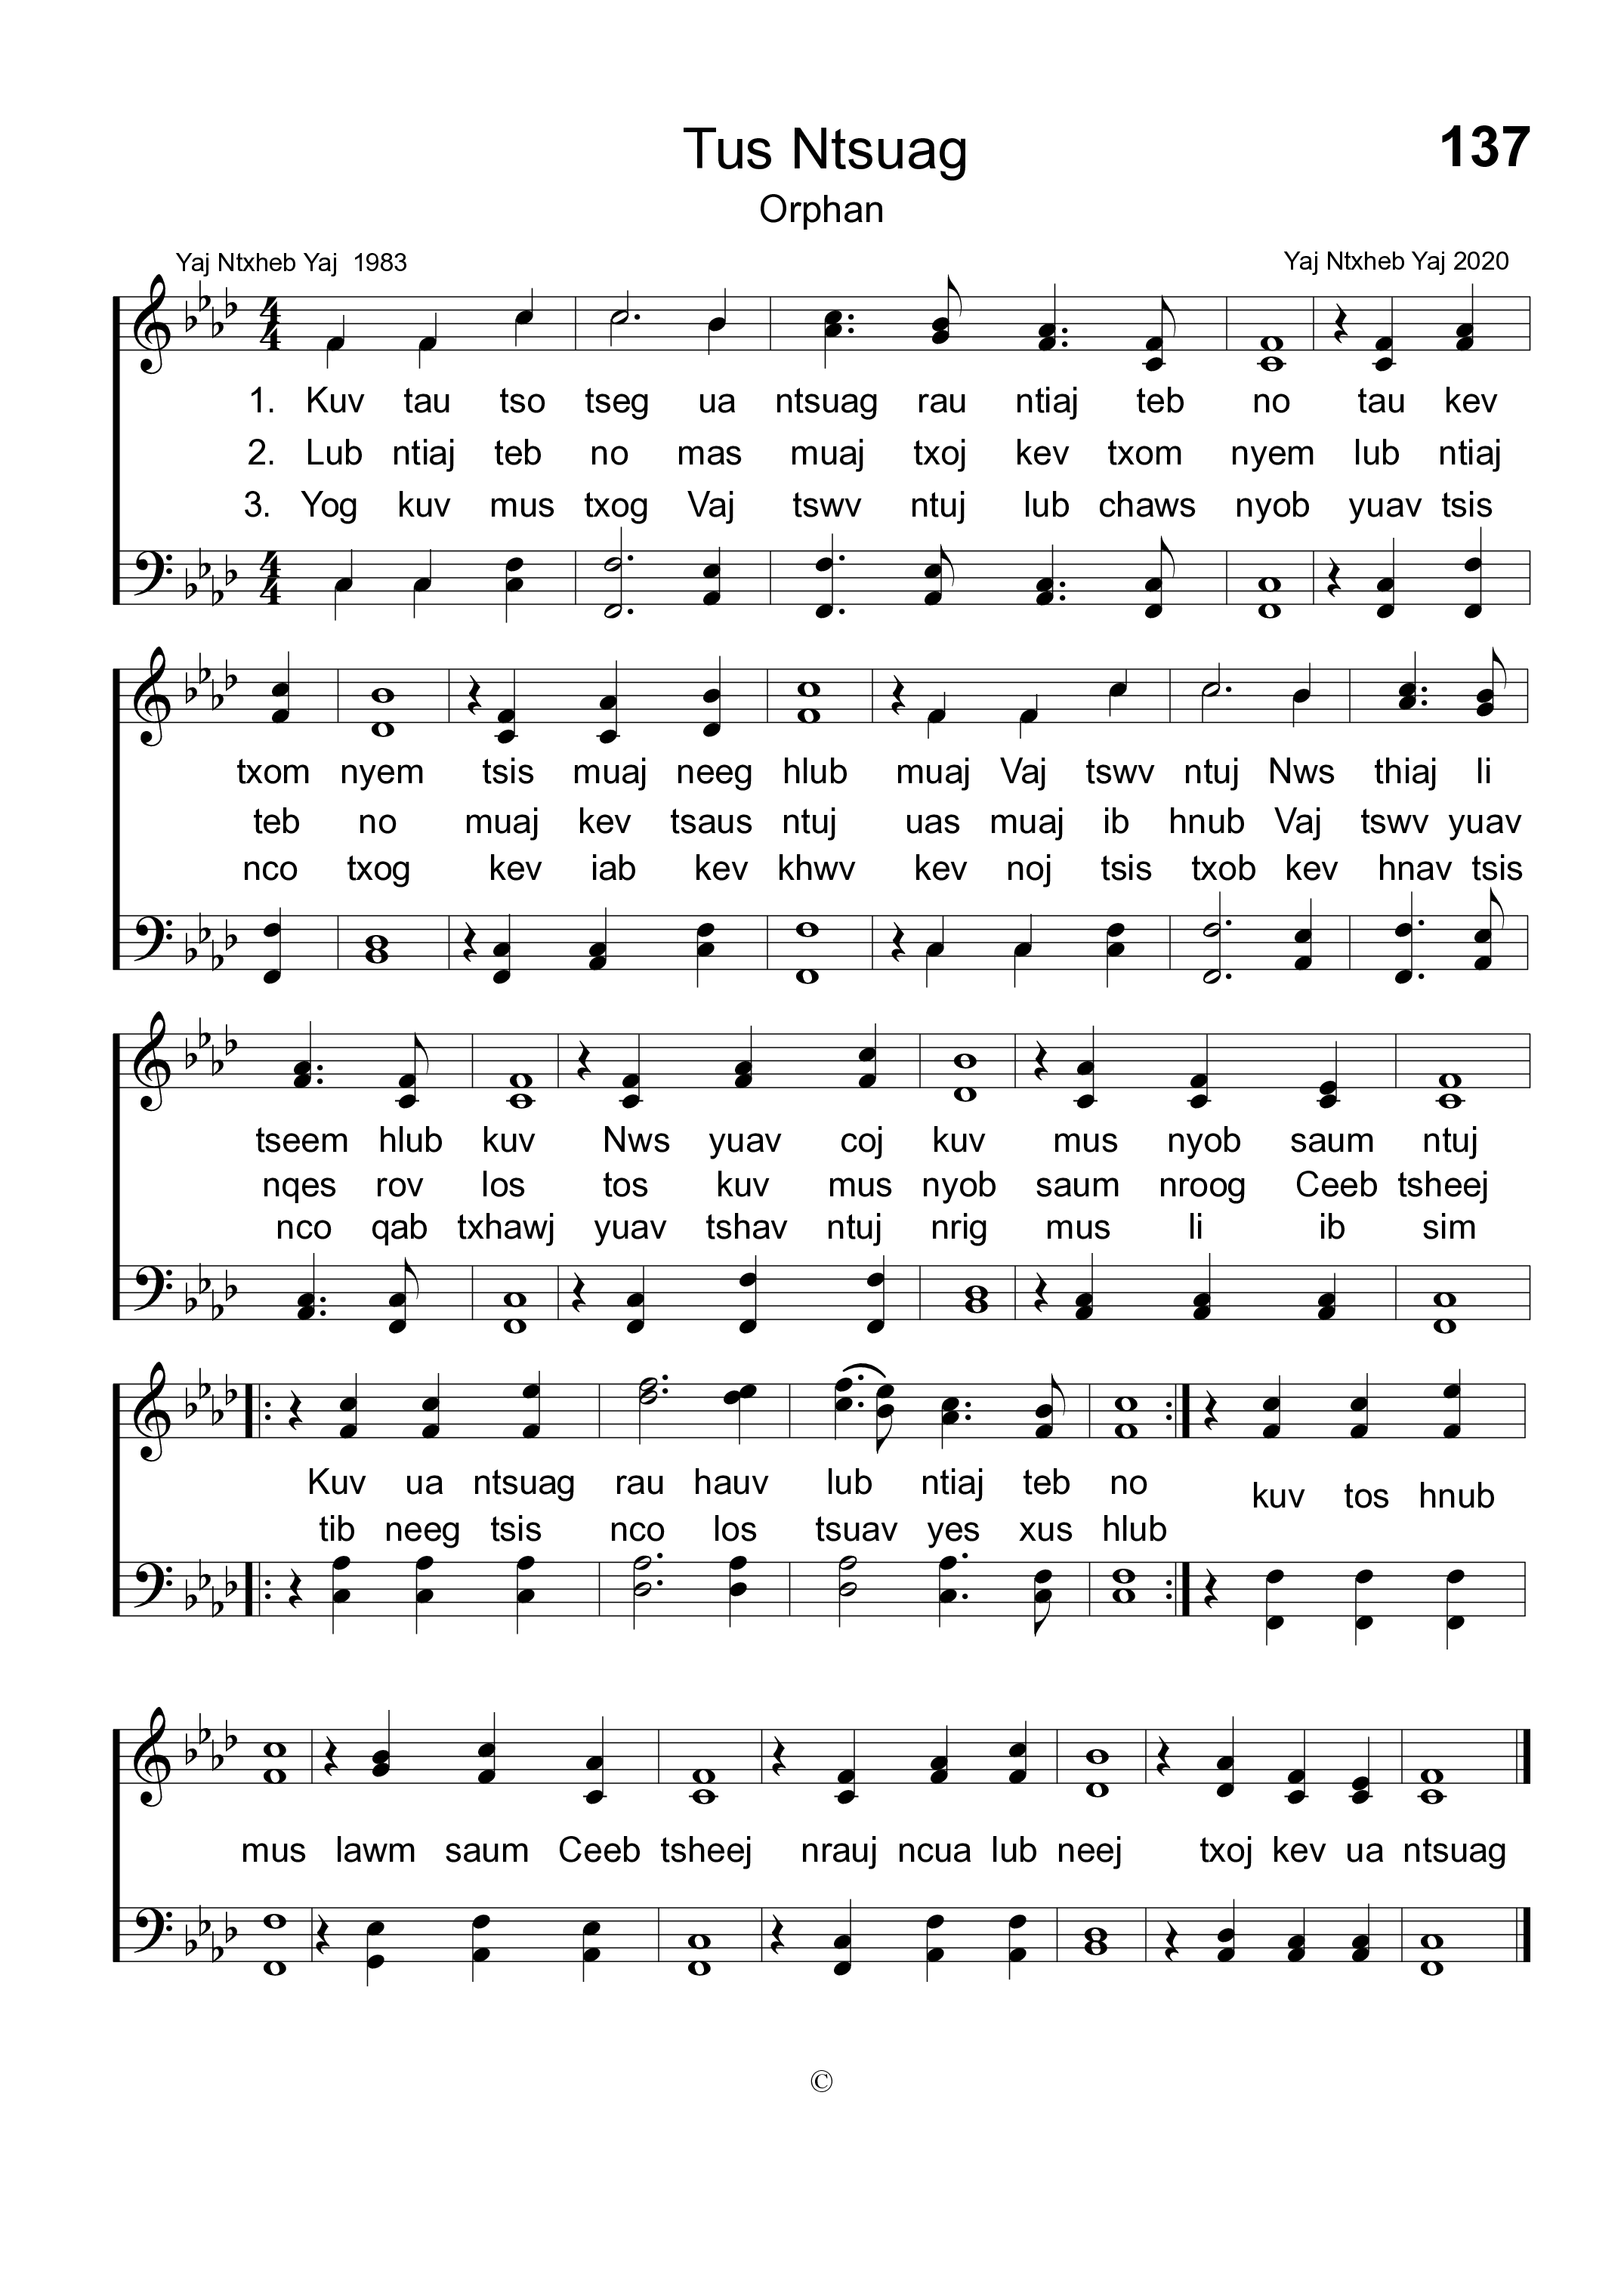 Tus Ntsuag
137
Orphan
Yaj Ntxheb Yaj 1983
Yaj Ntxheb Yaj 2020
1. Kuv tau tso tseg ua ntsuag rau ntiaj teb no tau kev
2. Lub ntiaj teb no mas muaj txoj kev txom nyem lub ntiaj
3. Yog kuv mus txog Vaj tswv ntuj lub chaws nyob yuav tsis
txom nyem tsis muaj neeg hlub muaj Vaj tswv ntuj Nws thiaj li
teb no muaj kev tsaus ntuj uas muaj ib hnub Vaj tswv yuav
nco txog kev iab kev khwv kev noj tsis txob kev hnav tsis
tseem hlub kuv Nws yuav coj kuv mus nyob saum ntuj
nqes rov los tos kuv mus nyob saum nroog Ceeb tsheej
nco qab txhawj yuav tshav ntuj nrig mus li ib sim
Kuv ua ntsuag rau hauv lub ntiaj teb no kuv tos hnub
tib neeg tsis nco los tsuav yes xus hlub
mus lawm saum Ceeb tsheej nrauj ncua lub neej txoj kev ua ntsuag
©